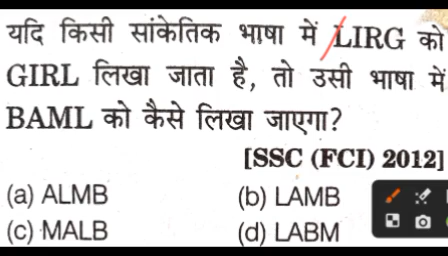 यदि किसी सांकेतिक भाषा में LIRG को
GIRL लिखा जाता है, तो उसी भाषा में
BAML को कैसे लिखा जाएगा?
[SSC (FCI) 2012]
(a) ALMB (b) LAMB
(c) MALB (d) LABM